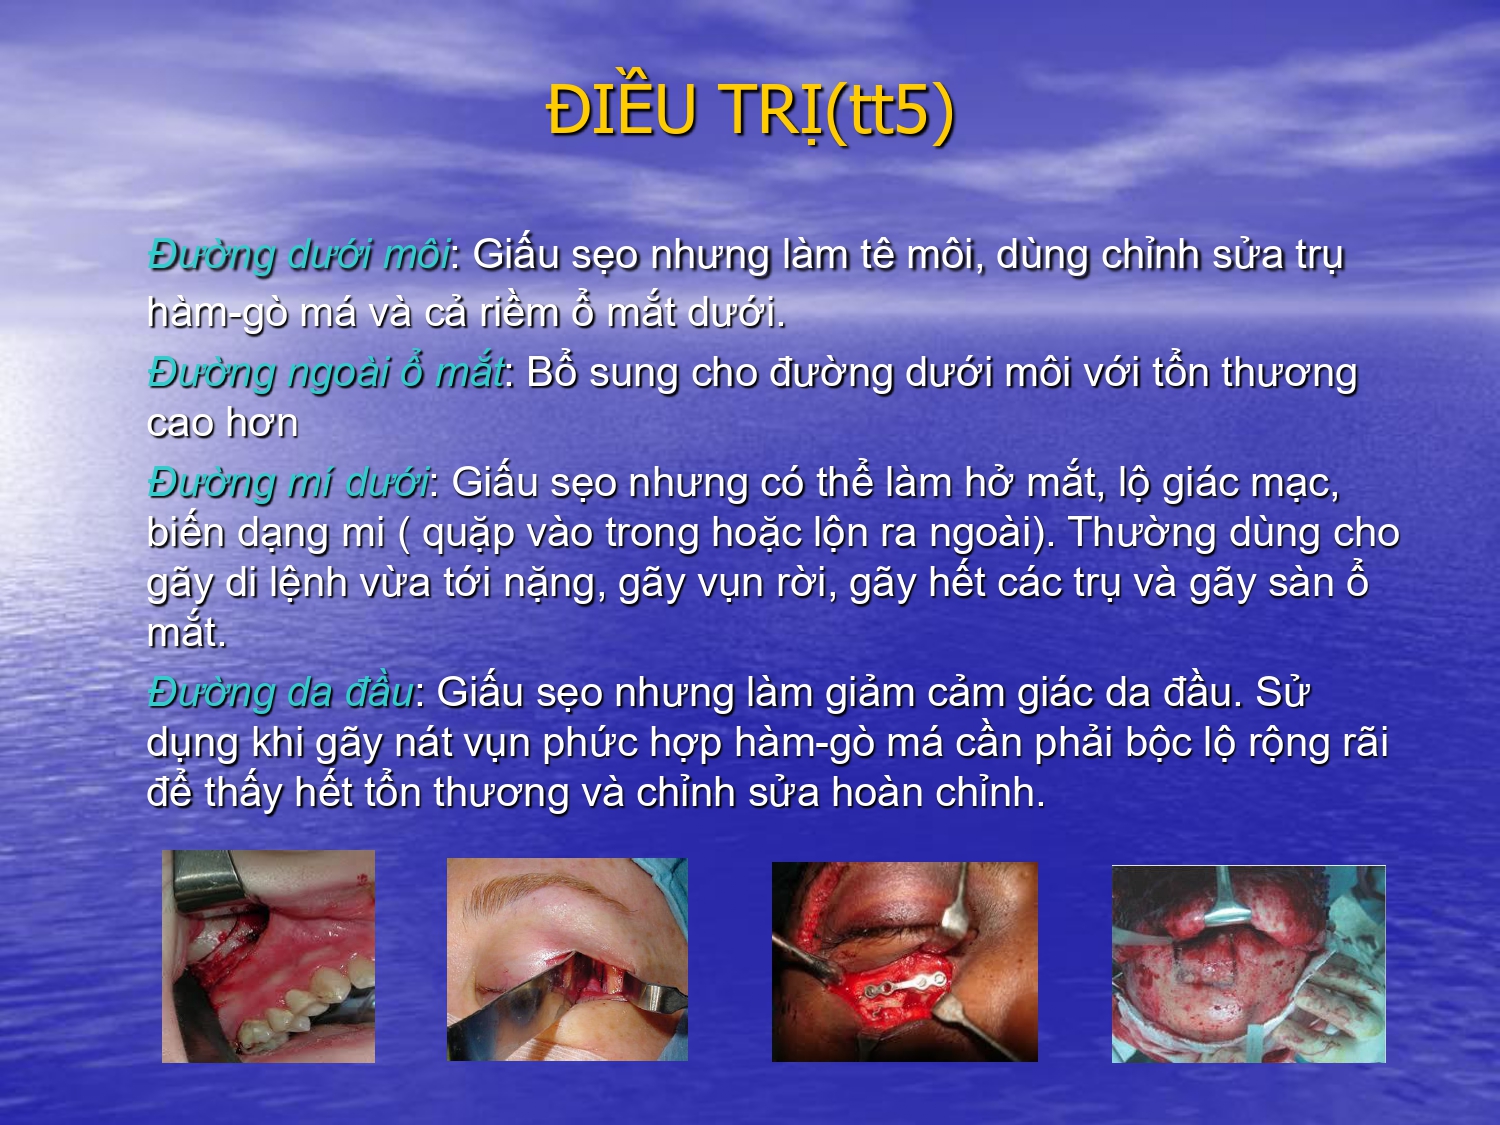 ĐIỀU TRỊ(tt5)
Đường dưới môi: Giấu sẹo nhưng làm tê môi, dùng chỉnh sửa trụ
hàm-gò má và cả riềm ổ mắt dưới.
Đường ngoài ổ mắt: Bổ sung cho đường dưới môi với tổn thương
cao hơn
Đường mí dưới: Giấu sẹo nhưng có thể làm hở mắt, lộ giác mạc,
biến dạng mi ( quặp vào trong hoặc lộn ra ngoài). Thường dùng cho
gãy di lệnh vừa tới nặng, gãy vụn rời, gãy hết các trụ và gãy sàn ổ
mắt.
Đường da đầu: Giấu sẹo nhưng làm giảm cảm giác da đầu. Sử
dụng khi gãy nát vụn phức hợp hàm-gò má cần phải bộc lộ rộng rãi
để thấy hết tổn thương và chỉnh sửa hoàn chỉnh.